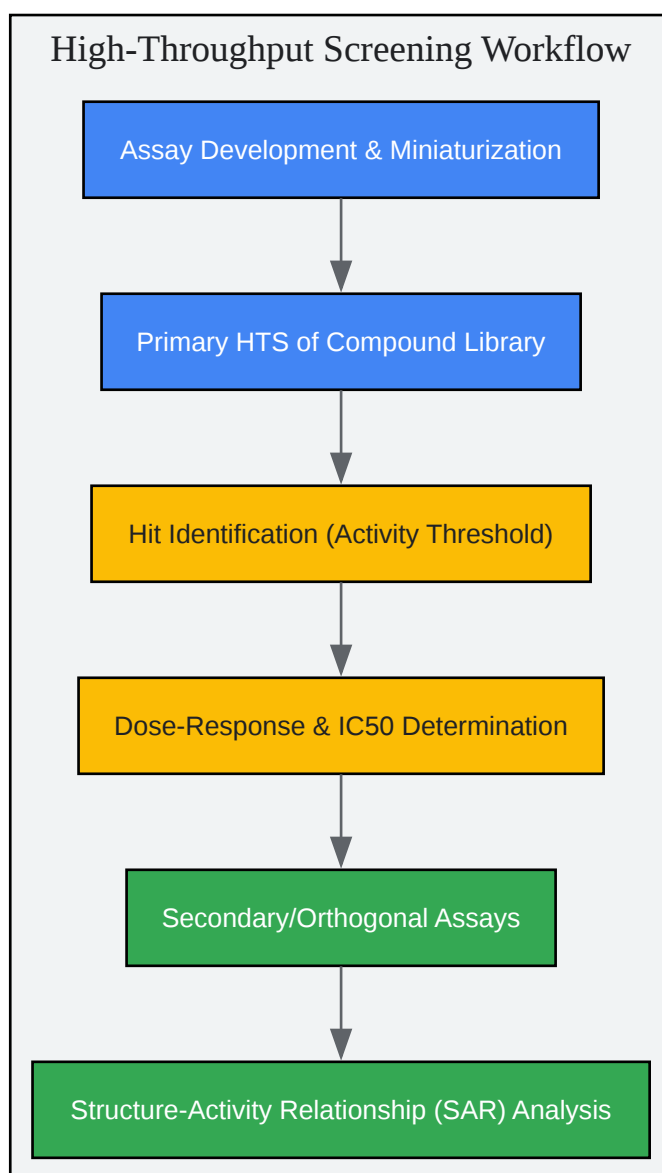 High-Throughput Screening Workflow
Assay Development & Miniaturization
Primary HTS of Compound Library
Hit Identification (Activity Threshold)
Dose-Response & IC50 Determination
Secondary/Orthogonal Assays
Structure-Activity Relationship (SAR) Analysis